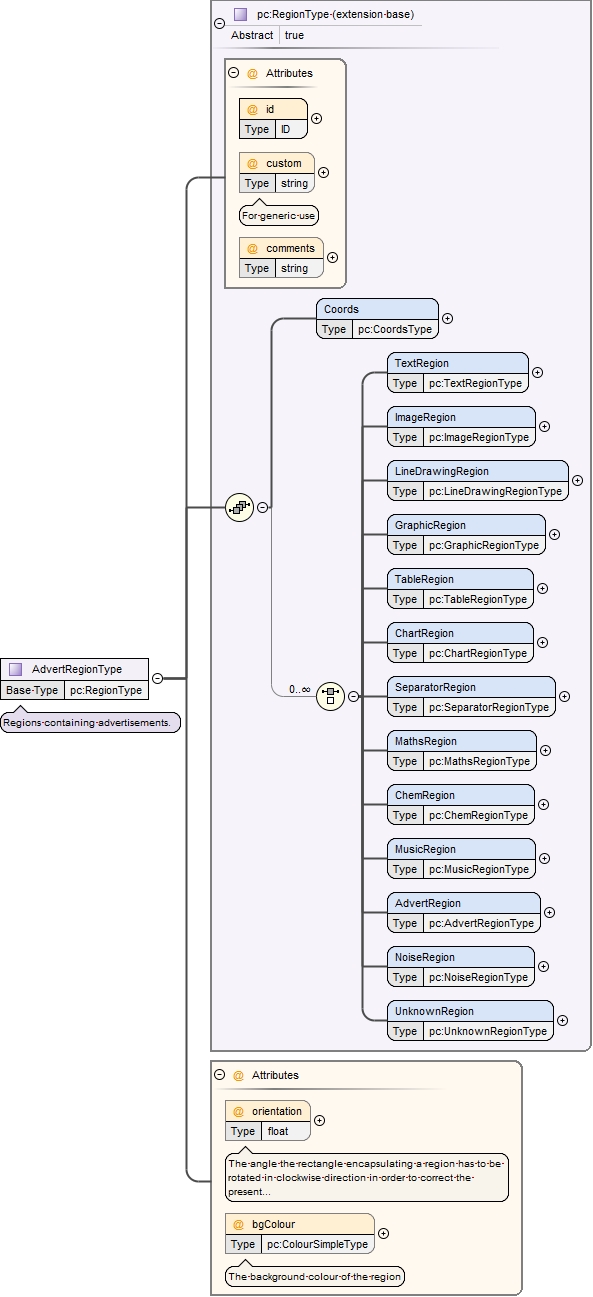 pc:RegionType (extension base)
Abstract true
@ Attributes
@ id
Type ID
@ custom
Type string
For generic use
@ comments
Type string
Coords
Type pc:CoordsType
TextRegion
Type pc:TextRegionType
ImageRegion
Type pc:ImageRegionType
LineDrawingRegion
Type pc:LineDrawingRegionType
GraphicRegion
Type pc:GraphicRegionType
TableRegion
Type pc:TableRegionType
ChartRegion
Type pc:ChartRegionType
AdvertRegionType
Base Type pc:RegionType
Regions containing advertisements.
0..∞
SeparatorRegion
Type pc:SeparatorRegionType
MathsRegion
Type pc:MathsRegionType
ChemRegion
Type pc:ChemRegionType
MusicRegion
Type pc:MusicRegionType
AdvertRegion
Type pc:AdvertRegionType
NoiseRegion
Type pc:NoiseRegionType
UnknownRegion
Type pc:UnknownRegionType
@ Attributes
@ orientation
Type float
The angle the rectangle encapsulating a region has to be
rotated in clockwise direction in order to correct the
present...
@ bgColour
Type pc:ColourSimpleType
The background colour of the region